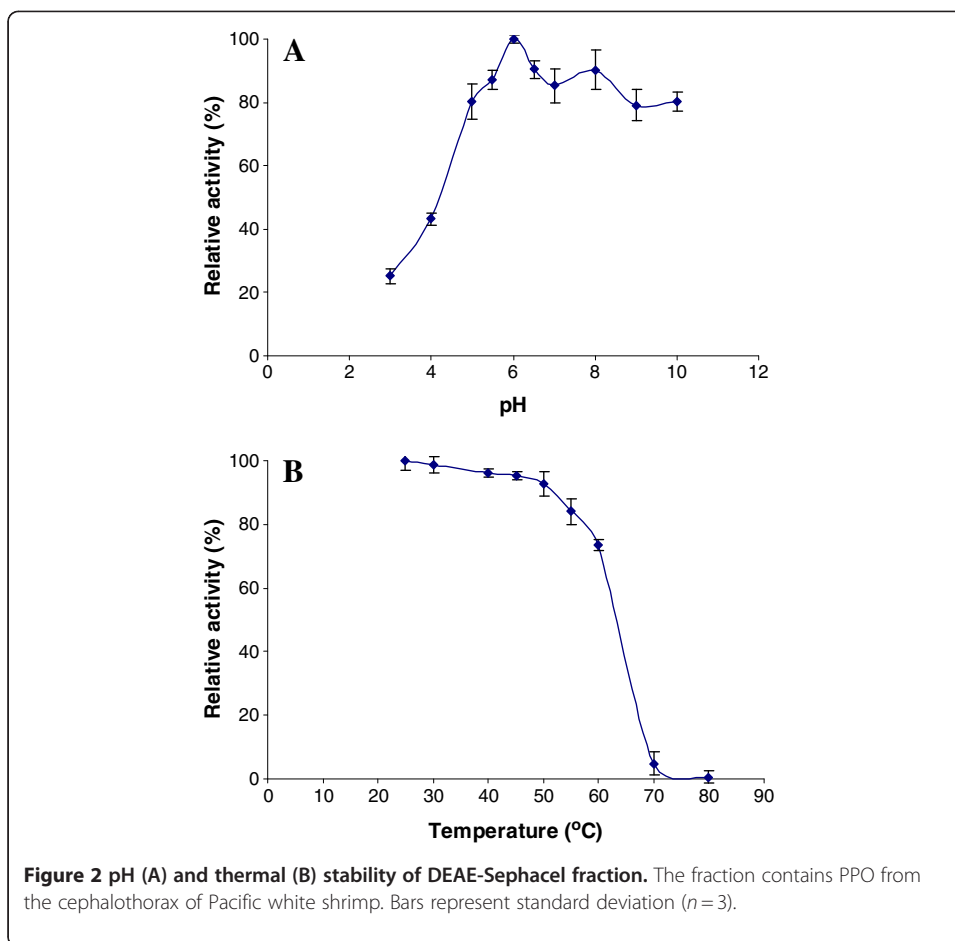 A
100
80
60
40
20
0
Relative activity (%)
0 2 4 6 8 10 12
pH
B
100
80
60
40
20
0
Relative activity (%)
0 10 20 30 40 50 60 70 80 90
Temperature (oC)
Figure 2 pH (A) and thermal (B) stability of DEAE-Sephacel fraction. The fraction contains PPO from
the cephalothorax of Pacific white shrimp. Bars represent standard deviation (n = 3).